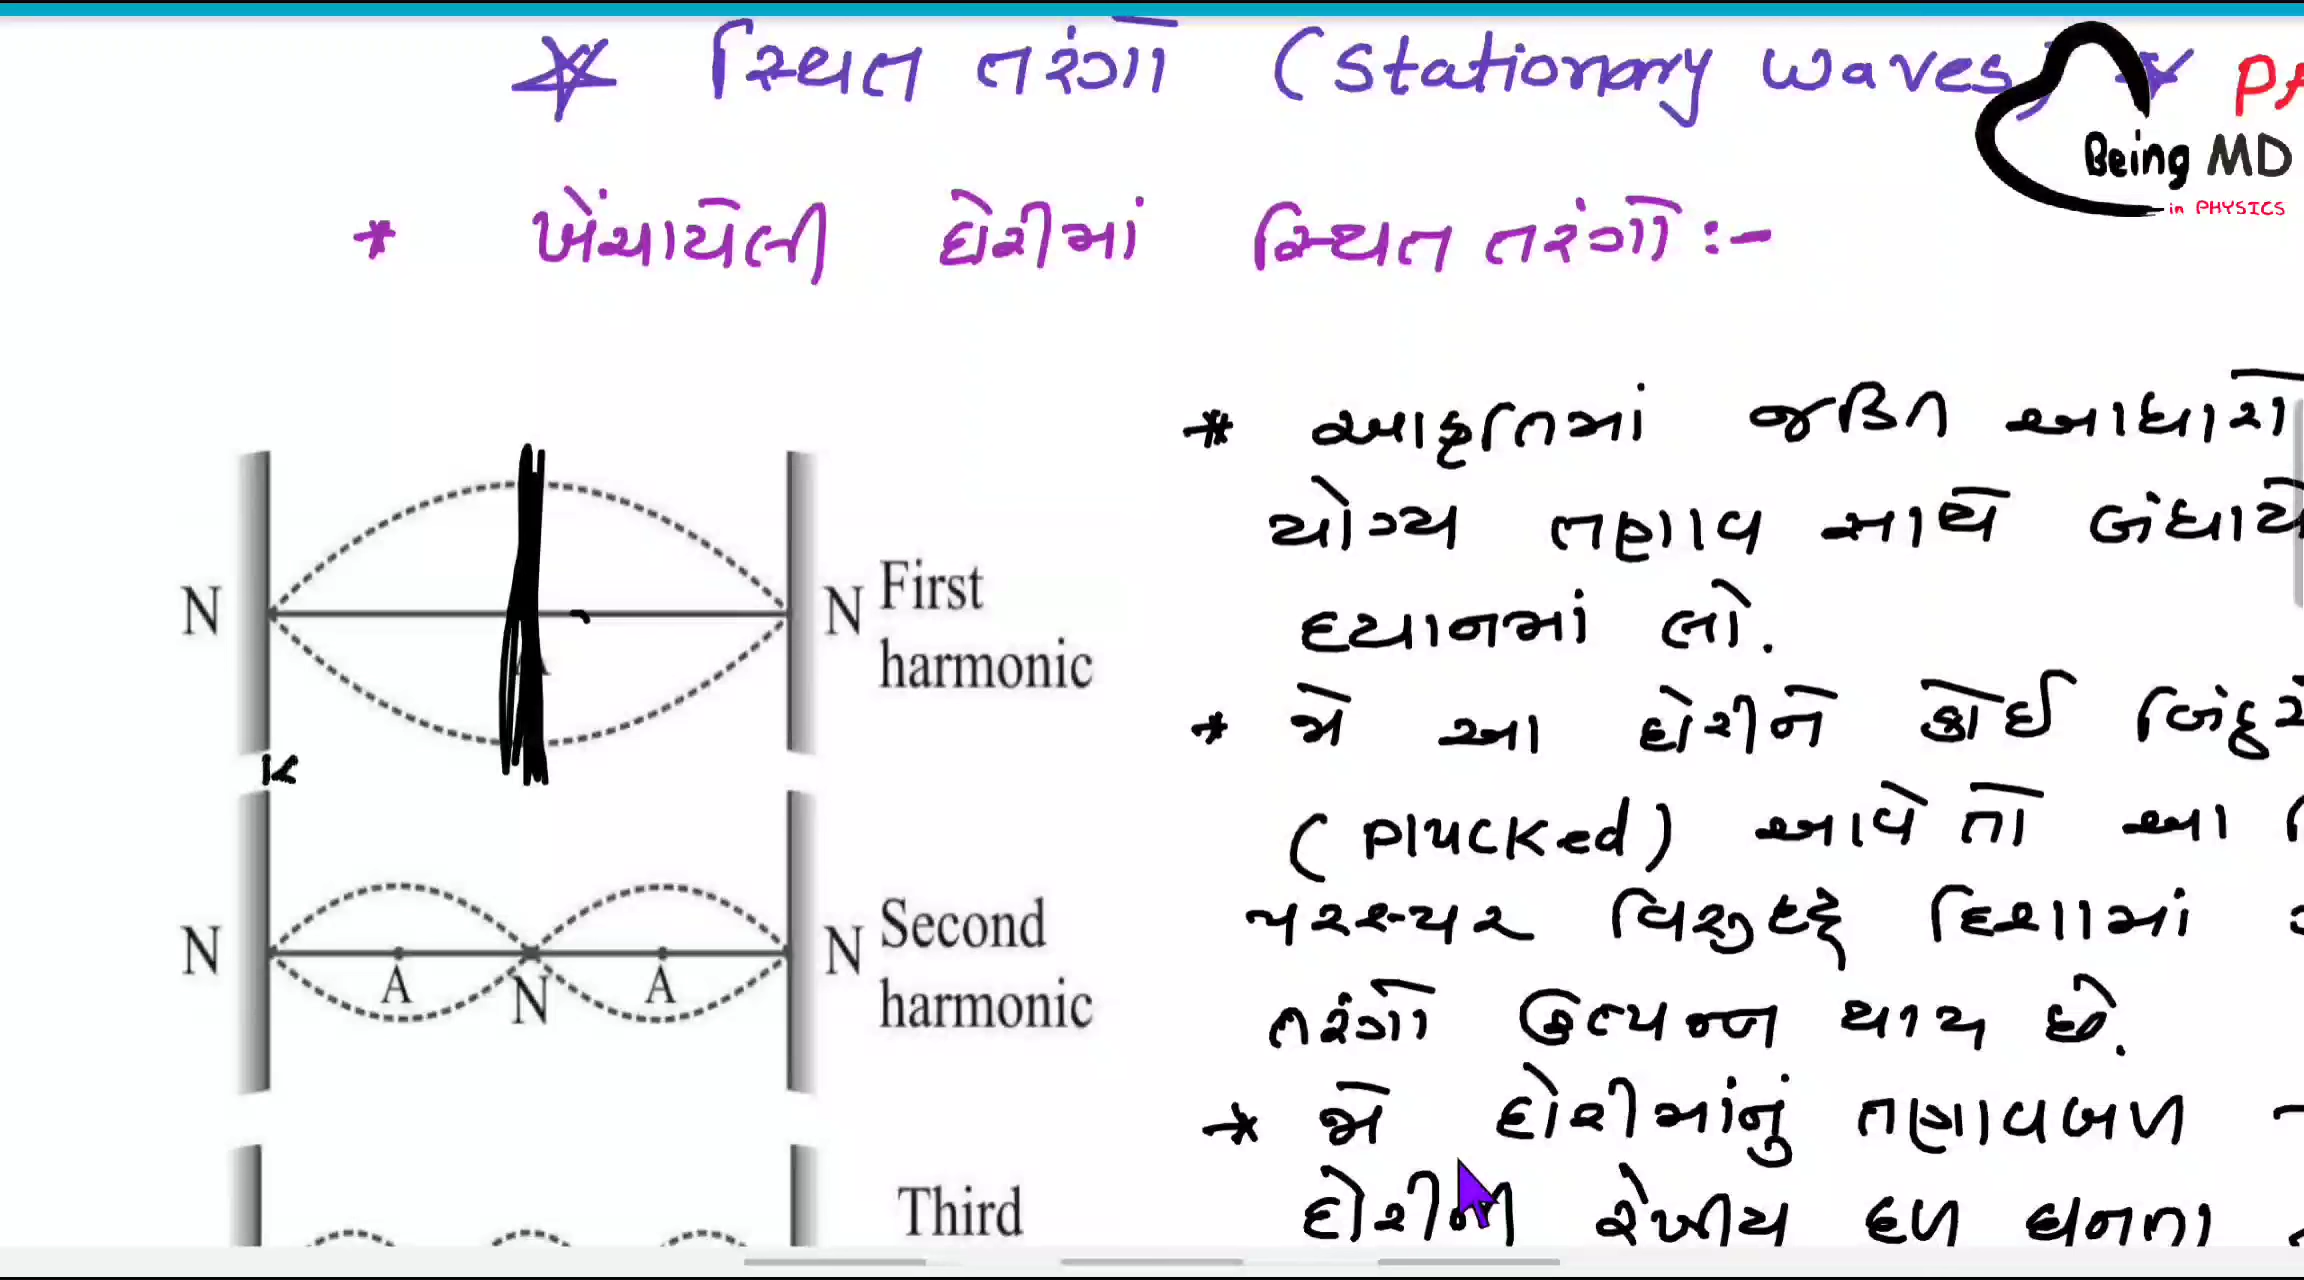 સ્થિત તરંગો (Stationary waves)
Being MD
in PHYSICS
* ખેંચાયેલી દોરીમાં સ્થિત તરંગો :-
* આકૃતિમાં જડિત આધારો
યોગ્ય તણાવ સાથે બંધાયે
ધ્યાનમાં લો.
* જો આ દોરીને કોઈ બિંદુએ
(Plucked) આવે તો આ
પરસ્પર વિરુદ્ધ દિશામાં
તરંગો ઉત્પન્ન થાય છે.
* જો દોરીમાંનું તણાવબળ
દોરીની રેખીય દળ ઘનતા
N
N First
harmonic
N
A
N
A
N Second
harmonic
Third